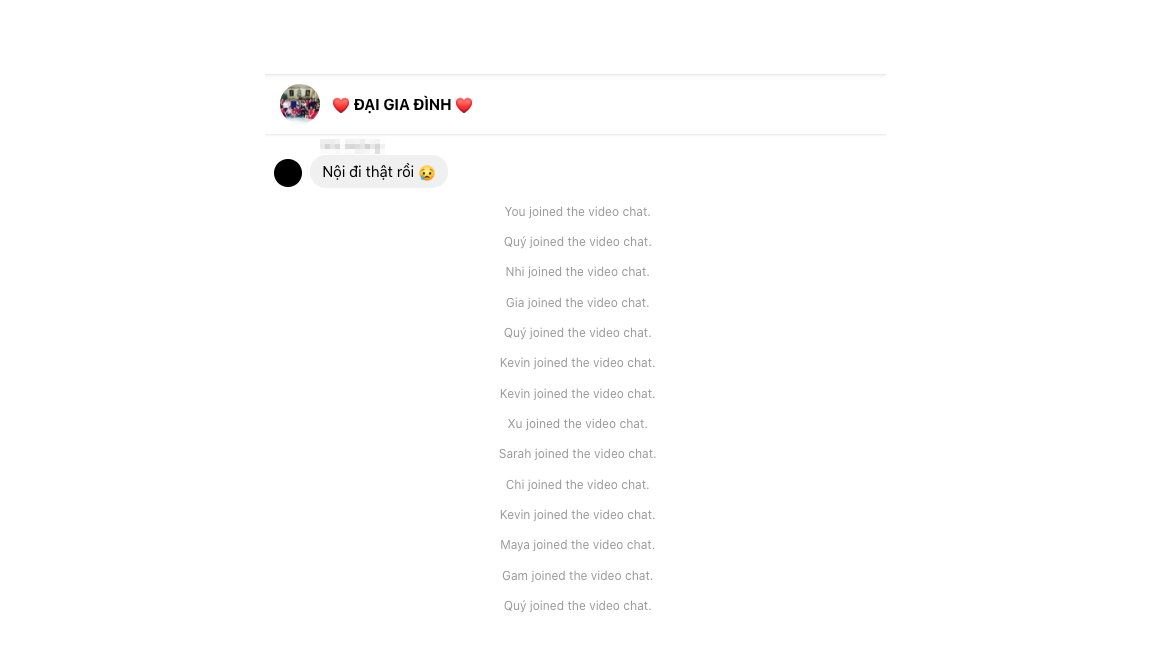 ❤️ ĐẠI GIA ĐÌNH ❤️
Nội đi thật rồi 😢
You joined the video chat.
Quý joined the video chat.
Nhi joined the video chat.
Gia joined the video chat.
Quý joined the video chat.
Kevin joined the video chat.
Kevin joined the video chat.
Xu joined the video chat.
Sarah joined the video chat.
Chi joined the video chat.
Kevin joined the video chat.
Maya joined the video chat.
Gam joined the video chat.
Quý joined the video chat.